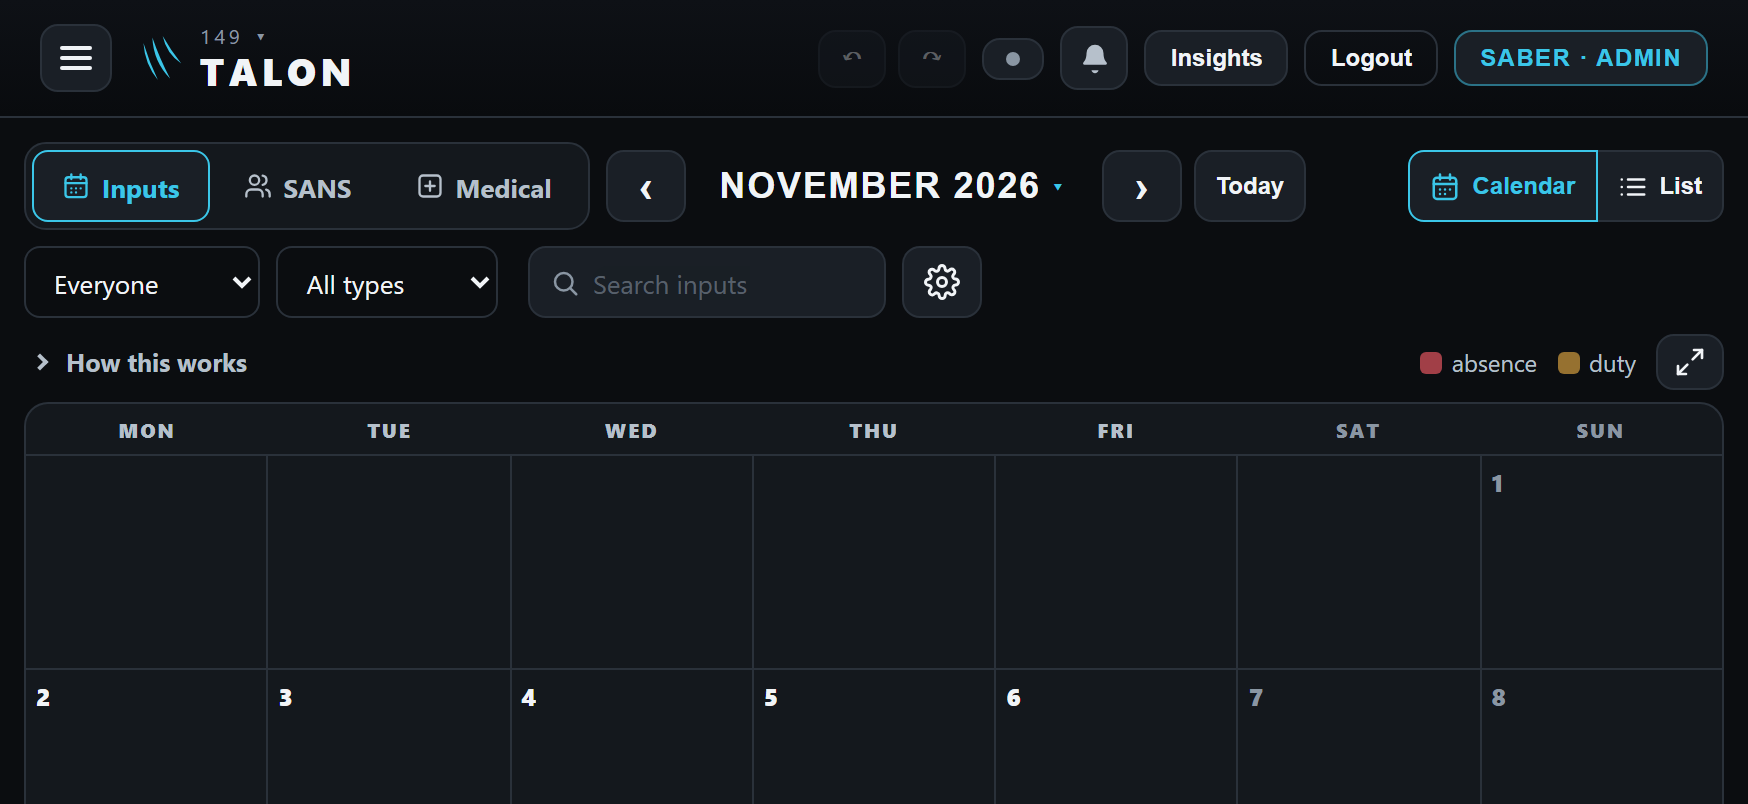 149 ▾
TALON
Insights
Logout
SABER · ADMIN
Inputs
SANS
Medical
‹
NOVEMBER 2026 ▾
›
Today
Calendar
List
Everyone
All types
Search inputs
How this works
absence
duty
MON TUE WED THU FRI SAT SUN
1
2 3 4 5 6 7 8